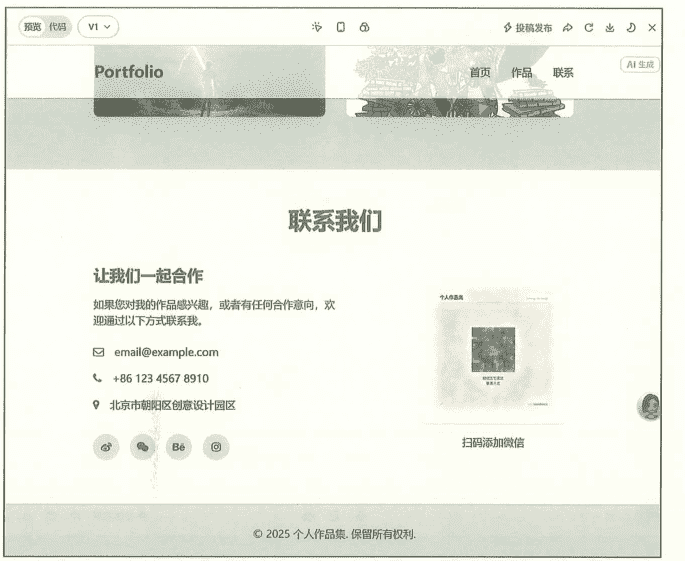 预览 代码 V1 投稿发布
Portfolio 首页 作品 联系 AI 生成
联系我们
让我们一起合作
如果您对我的作品感兴趣，或者有任何合作意向，欢
迎通过以下方式联系我。
email@example.com
+86 123 4567 8910
北京市朝阳区创意设计园区
Bē
个人作品集
扫码添加微信
© 2025 个人作品集. 保留所有权利.